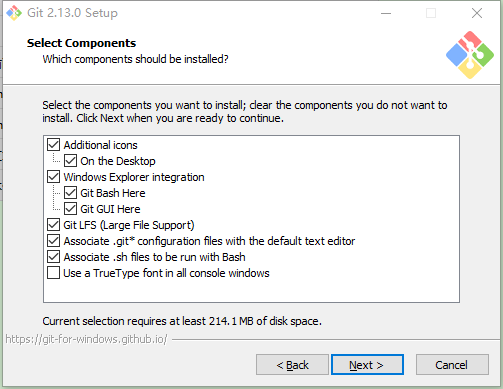 Git 2.13.0 Setup
Select Components
Which components should be installed?
Select the components you want to install; clear the components you do not want to
install. Click Next when you are ready to continue.
Additional icons
On the Desktop
Windows Explorer integration
Git Bash Here
Git GUI Here
Git LFS (Large File Support)
Associate .git* configuration files with the default text editor
Associate .sh files to be run with Bash
Use a TrueType font in all console windows
Current selection requires at least 214.1 MB of disk space.
https://git-for-windows.github.io/
< Back
Next >
Cancel